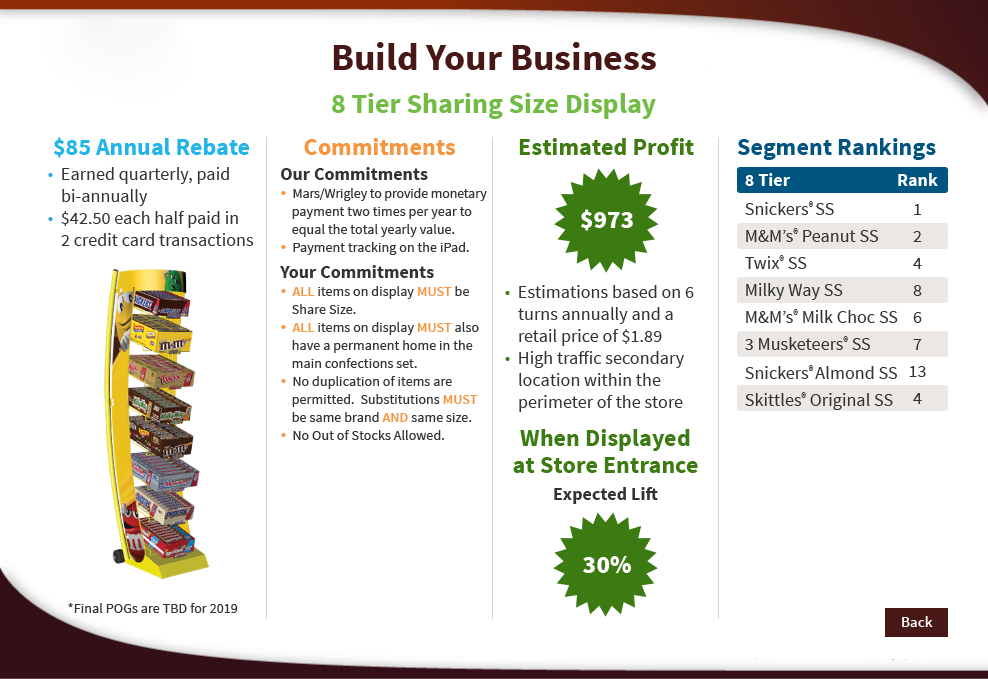 Build Your Business
8 Tier Sharing Size Display
$85 Annual Rebate
• Earned quarterly, paid
bi-annually
• $42.50 each half paid in
2 credit card transactions
*Final POGs are TBD for 2019
Commitments
Our Commitments
• Mars/Wrigley to provide monetary
payment two times per year to
equal the total yearly value.
• Payment tracking on the iPad.
Your Commitments
• ALL items on display MUST be
Share Size.
• ALL items on display MUST also
have a permanent home in the
main confections set.
• No duplication of items are
permitted. Substitutions MUST
be same brand AND same size.
• No Out of Stocks Allowed.
Estimated Profit
$973
• Estimations based on 6
turns annually and a
retail price of $1.89
• High traffic secondary
location within the
perimeter of the store
When Displayed
at Store Entrance
Expected Lift
30%
Segment Rankings
8 Tier Rank
Snickers® SS 1
M&M's® Peanut SS 2
Twix® SS 4
Milky Way SS 8
M&M's® Milk Choc SS 6
3 Musketeers® SS 7
Snickers® Almond SS 13
Skittles® Original SS 4
Back